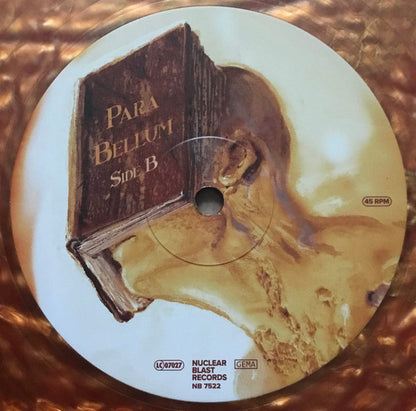 PARA
BELLUM
SIDE B
45 RPM
LC 07027
NUCLEAR
BLAST
RECORDS
NB 7522
GEMA